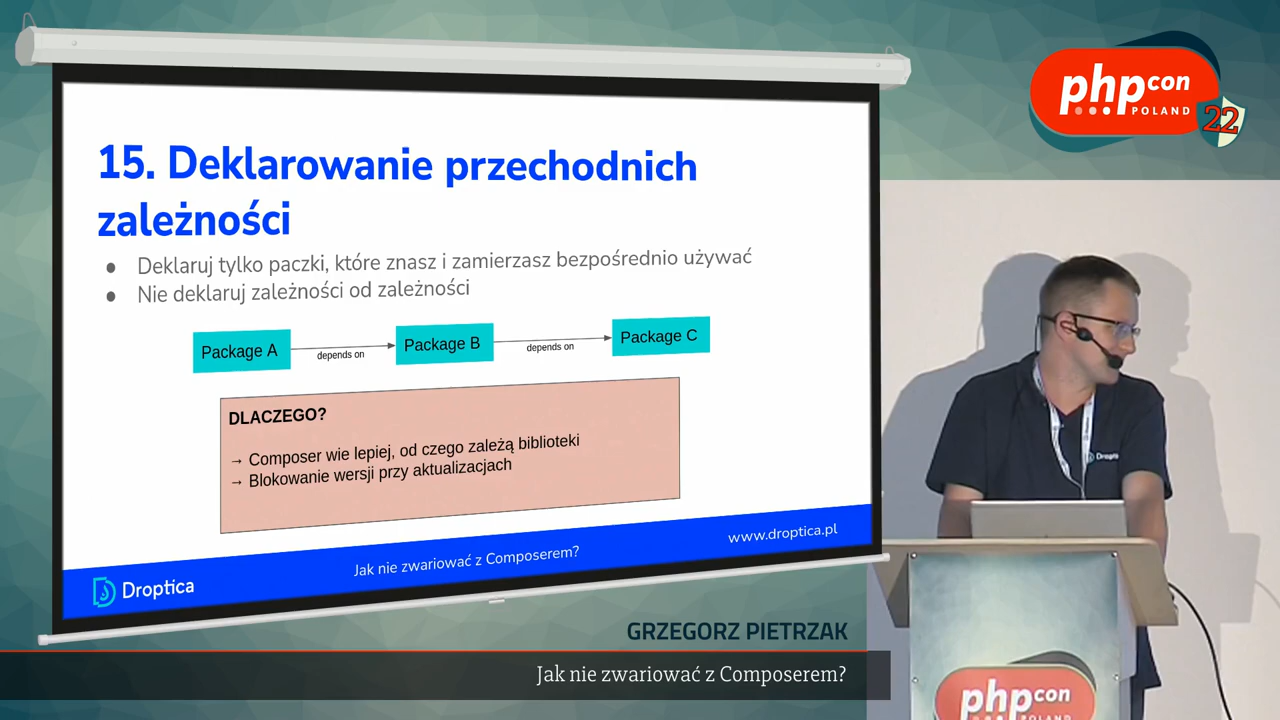 15. Deklarowanie przechodnich
zależności
● Deklaruj tylko paczki, które znasz i zamierzasz bezpośrednio używać
● Nie deklaruj zależności od zależności
Package A
depends on
Package B
depends on
Package C
DLACZEGO?
→ Composer wie lepiej, od czego zależą biblioteki
→ Blokowanie wersji przy aktualizacjach
Droptica
Jak nie zwariować z Composerem?
www.droptica.pl
phpcon
POLAND
22
Droptica
GRZEGORZ PIETRZAK
Jak nie zwariować z Composerem?
phpcon
POLAND